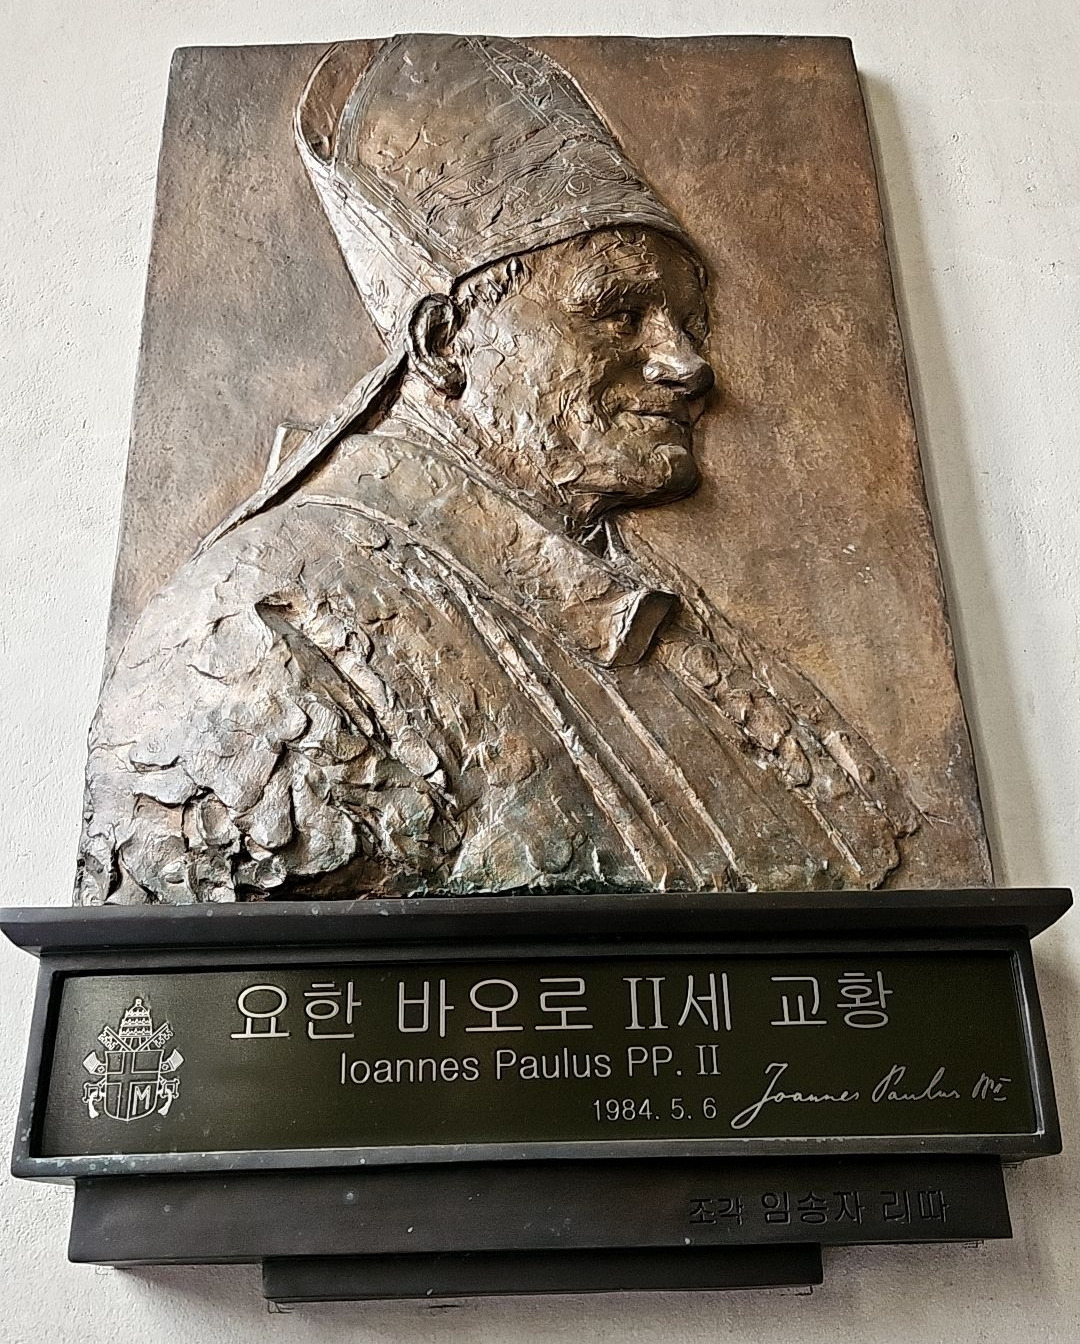 요한 바오로 II세 교황
Ioannes Paulus PP. II
1984. 5. 6
Joannes Paulus PP. II
M
조각 임송자 리따